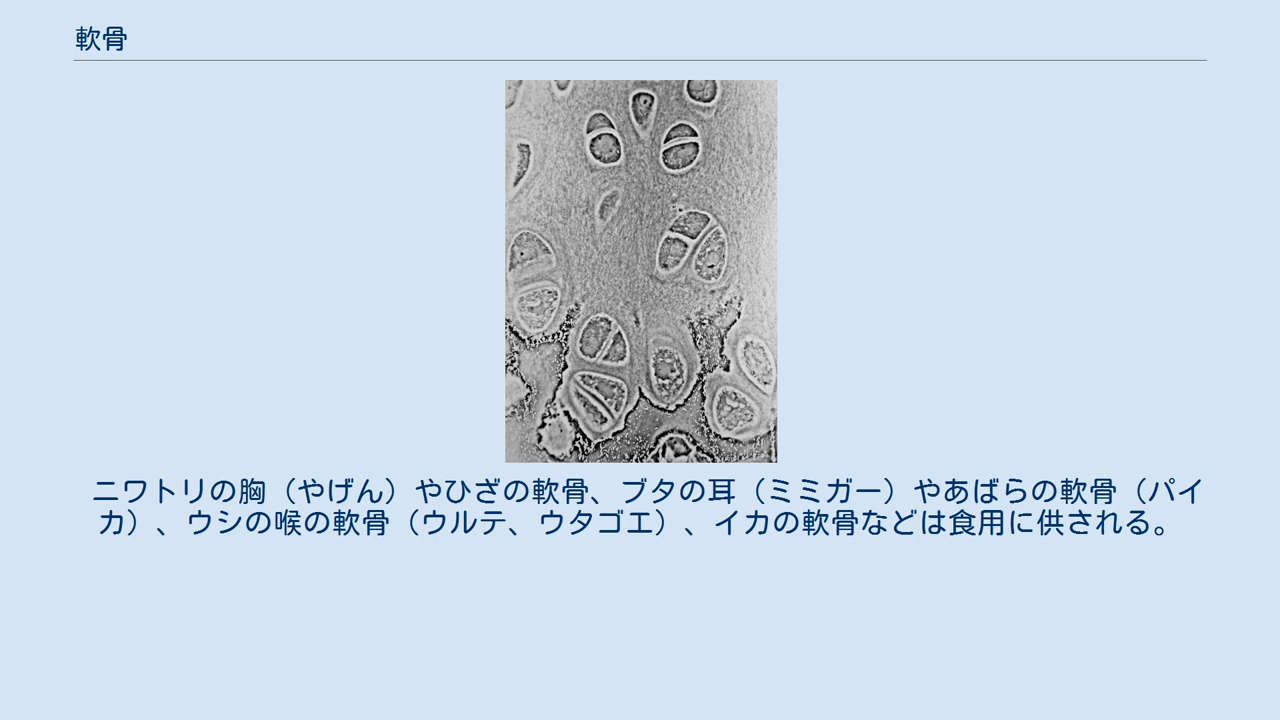 軟骨
ニワトリの胸（やげん）やひざの軟骨、ブタの耳（ミミガー）やあばらの軟骨（パイ
カ）、ウシの喉の軟骨（ウルテ、ウタゴエ）、イカの軟骨などは食用に供される。